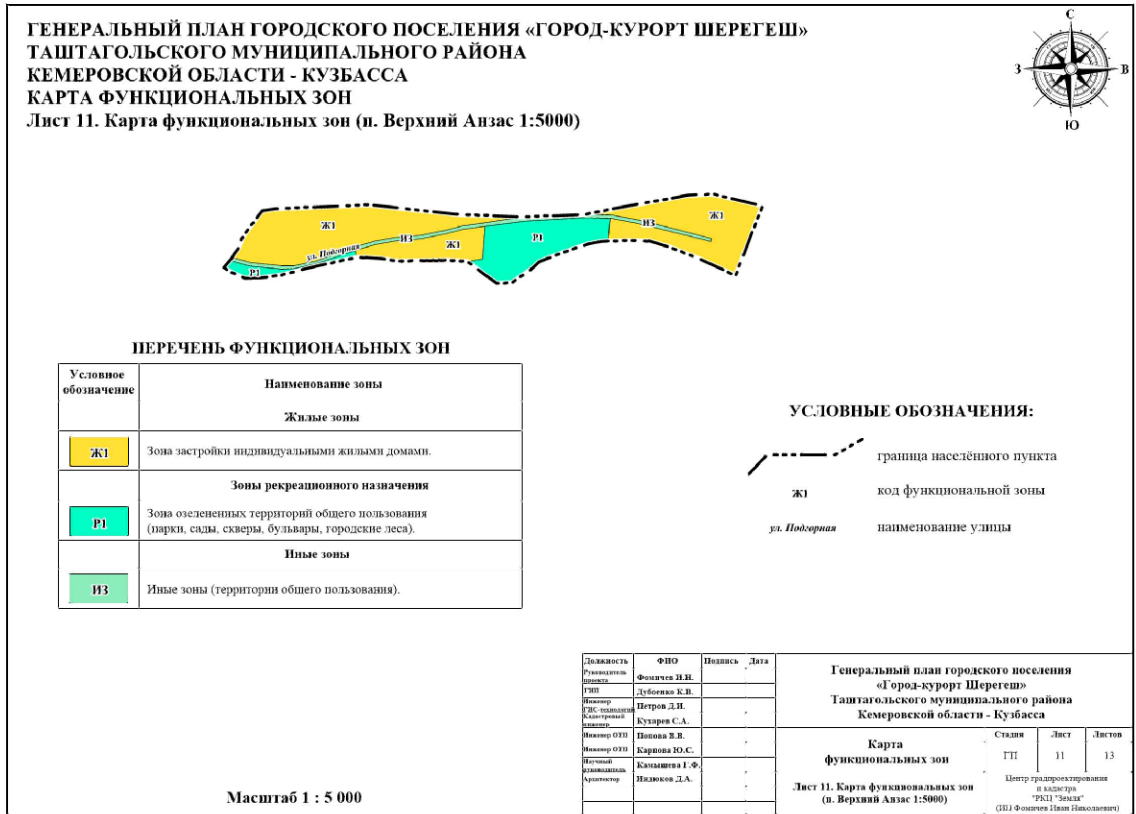 ГЕНЕРАЛЬНЫЙ ПЛАН ГОРОДСКОГО ПОСЕЛЕНИЯ «ГОРОД-КУРОРТ ШЕРЕГЕШ»
ТАШТАГОЛЬСКОГО МУНИЦИПАЛЬНОГО РАЙОНА
КЕМЕРОВСКОЙ ОБЛАСТИ - КУЗБАССА
КАРТА ФУНКЦИОНАЛЬНЫХ ЗОН
Лист 11. Карта функциональных зон (п. Верхний Анзас 1:5000)
С
З
В
Ю
Ж1
Ж1
ИЗ
ИЗ
Ж1
Р1
ул. Подгорная
Р1
ПЕРЕЧЕНЬ ФУНКЦИОНАЛЬНЫХ ЗОН
Условное
обозначение
Наименование зоны
Жилые зоны
Ж1
Зона застройки индивидуальными жилыми домами.
Зоны рекреационного назначения
Р1
Зона озелененных территорий общего пользования
(парки, сады, скверы, бульвары, городские леса).
Иные зоны
ИЗ
Иные зоны (территории общего пользования).
УСЛОВНЫЕ ОБОЗНАЧЕНИЯ:
граница населённого пункта
Ж1 код функциональной зоны
ул. Подгорная наименование улицы
Должность ФИО Подпись Дата
Руководитель
проекта
Фомичев И.Н.
ГИП Дубоенко К.В.
Инженер
ГИС-технологий
Петров Д.И.
Кадастровый
инженер
Кухарев С.А.
Инженер ОТП Попова В.В.
Инженер ОТП Карпова Ю.С.
Научный
руководитель
Камышева Г.Ф.
Архитектор
Генеральный план городского поселения
«Город-курорт Шерегеш»
Таштагольского муниципального района
Кемеровской области - Кузбасса
Карта
функциональных зон
Стадия Лист Листов
ГП 11 13
Лист 11. Карта функциональных зон
(п. Верхний Анзас 1:5000)
Центр градпроектирования
и кадастра
"РКЦ "Земля"
(ИП Фомичев Иван Николаевич)
Масштаб 1 : 5 000